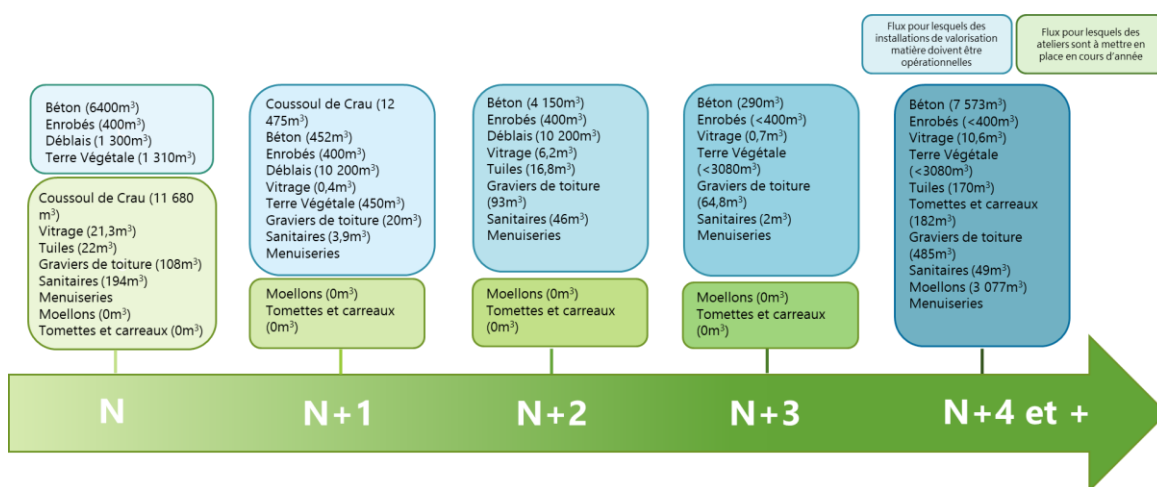 Flux pour lesquels des
installations de valorisation
matière doivent être
opérationnelles
Flux pour lesquels des
ateliers sont à mettre en
place en cours d'année
Béton (6400m³)
Enrobés (400m³)
Déblais (1 300m³)
Terre Végétale (1 310m³)
Coussoul de Crau (11 680
m³)
Vitrage (21,3m³)
Tuiles (22m³)
Graviers de toiture (108m³)
Sanitaires (194m³)
Menuiseries
Moellons (0m³)
Tomettes et carreaux (0m³)
Coussoul de Crau (12
475m³)
Béton (452m³)
Enrobés (400m³)
Déblais (10 200m³)
Vitrage (0,4m³)
Terre Végétale (450m³)
Graviers de toiture (20m³)
Sanitaires (3,9m³)
Menuiseries
Moellons (0m³)
Tomettes et carreaux
(0m³)
Béton (4 150m³)
Enrobés (400m³)
Déblais (10 200m³)
Vitrage (6,2m³)
Tuiles (16,8m³)
Graviers de toiture
(93m³)
Sanitaires (46m³)
Menuiseries
Moellons (0m³)
Tomettes et carreaux
(0m³)
Béton (290m³)
Enrobés (<400m³)
Vitrage (0,7m³)
Terre Végétale
(<3080m³)
Graviers de toiture
(64,8m³)
Sanitaires (2m³)
Menuiseries
Moellons (0m³)
Tomettes et carreaux
(0m³)
Béton (7 573m³)
Enrobés (<400m³)
Vitrage (10,6m³)
Terre Végétale
(<3080m³)
Tuiles (170m³)
Tomettes et carreaux
(182m³)
Graviers de toiture
(485m³)
Sanitaires (49m³)
Moellons (3 077m³)
Menuiseries
N
N+1
N+2
N+3
N+4 et +